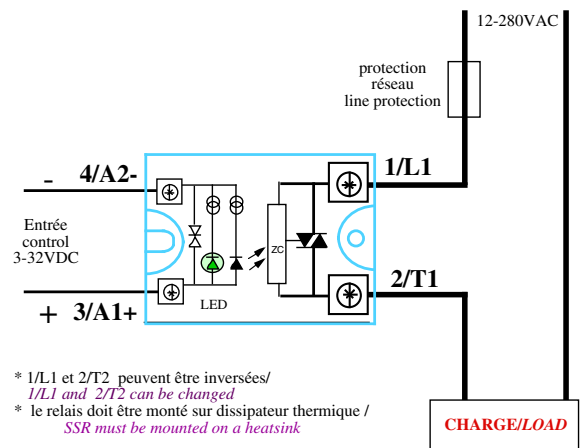 12-280VAC
protection
réseau
line protection
4/A2-
1/L1
-
Entrée
control
3-32VDC
ZC
LED
2/T1
+
3/A1+
* 1/L1 et 2/T2 peuvent être inversées/
1/L1 and 2/T2 can be changed
* le relais doit être monté sur dissipateur thermique /
SSR must be mounted on a heatsink
CHARGE/LOAD